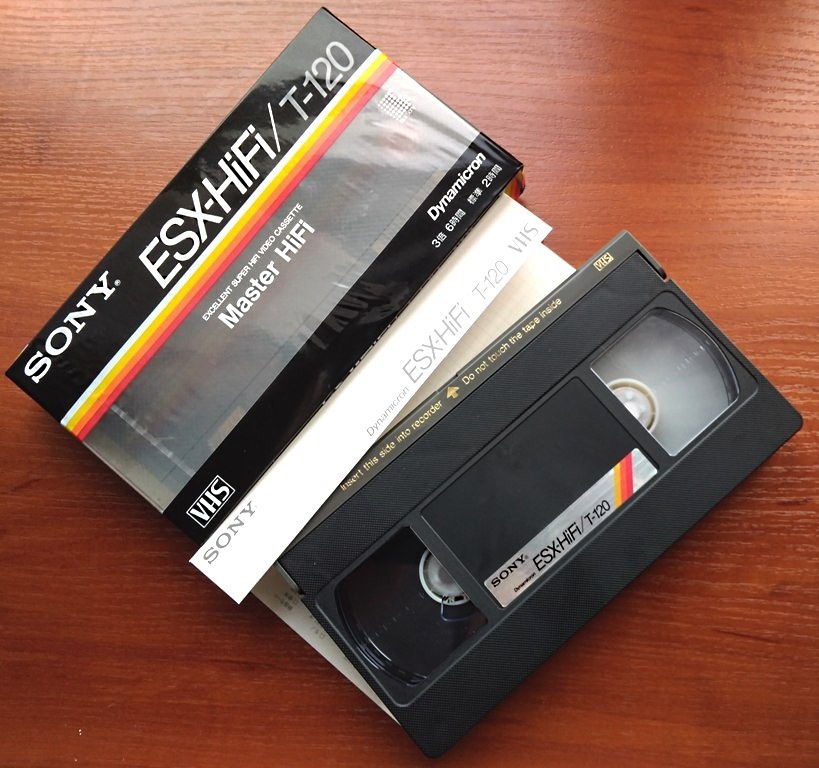 SONY® ESX-HiFi/T-120
EXCELLENT SUPER HIFI VIDEO CASSETTE
Master HiFi
Dynamicron
VHS 3倍 6時間 標準 2時間
SONY Dynamicron ESX-HiFi T-120 VHS
Insert this side into recorder Do not touch the tape inside VHS
SONY®
Dynamicron ESX-HiFi/T-120